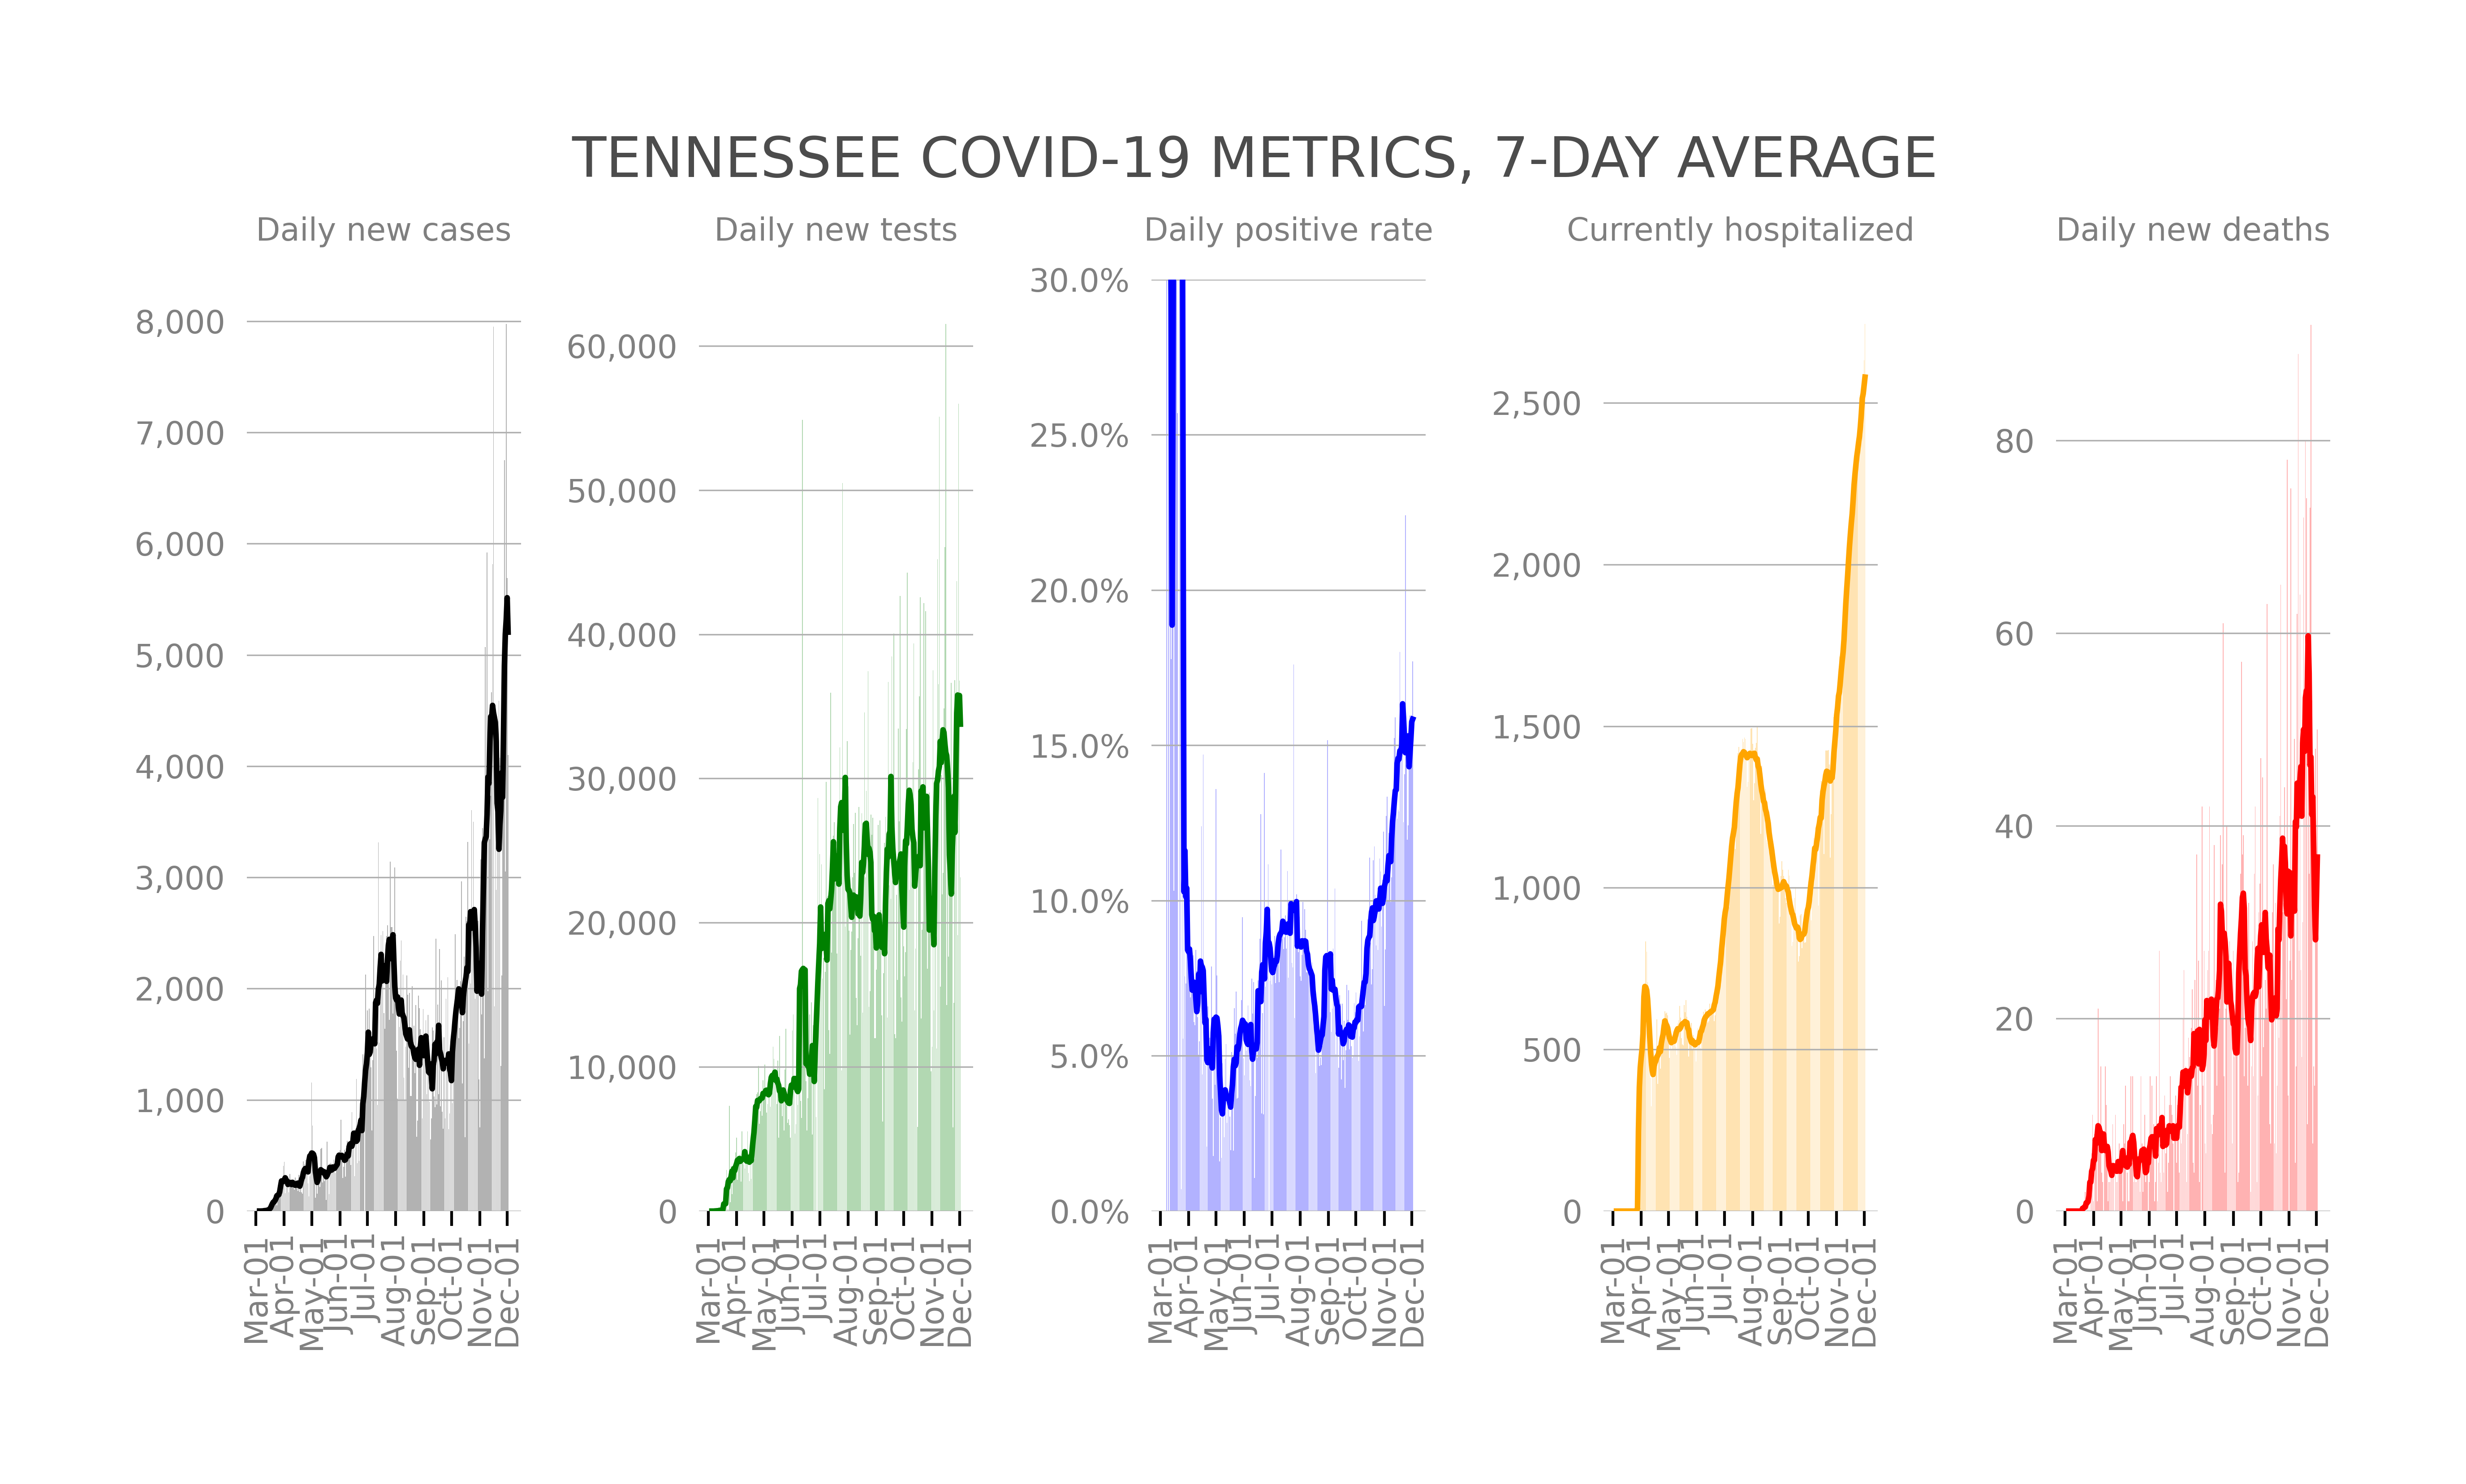 TENNESSEE COVID-19 METRICS, 7-DAY AVERAGE
Daily new cases
8,000
7,000
6,000
5,000
4,000
3,000
2,000
1,000
0
Mar-01
Apr-01
May-01
Jun-01
Jul-01
Aug-01
Sep-01
Oct-01
Nov-01
Dec-01
Daily new tests
60,000
50,000
40,000
30,000
20,000
10,000
0
Mar-01
Apr-01
May-01
Jun-01
Jul-01
Aug-01
Sep-01
Oct-01
Nov-01
Dec-01
Daily positive rate
30.0%
25.0%
20.0%
15.0%
10.0%
5.0%
0.0%
Mar-01
Apr-01
May-01
Jun-01
Jul-01
Aug-01
Sep-01
Oct-01
Nov-01
Dec-01
Currently hospitalized
2,500
2,000
1,500
1,000
500
0
Mar-01
Apr-01
May-01
Jun-01
Jul-01
Aug-01
Sep-01
Oct-01
Nov-01
Dec-01
Daily new deaths
80
60
40
20
0
Mar-01
Apr-01
May-01
Jun-01
Jul-01
Aug-01
Sep-01
Oct-01
Nov-01
Dec-01